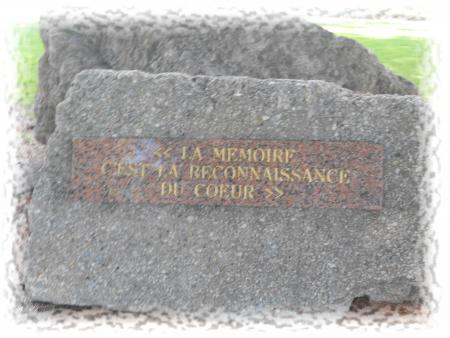 << LA MEMOIRE
C'EST LA RECONNAISSANCE
DU COEUR >>